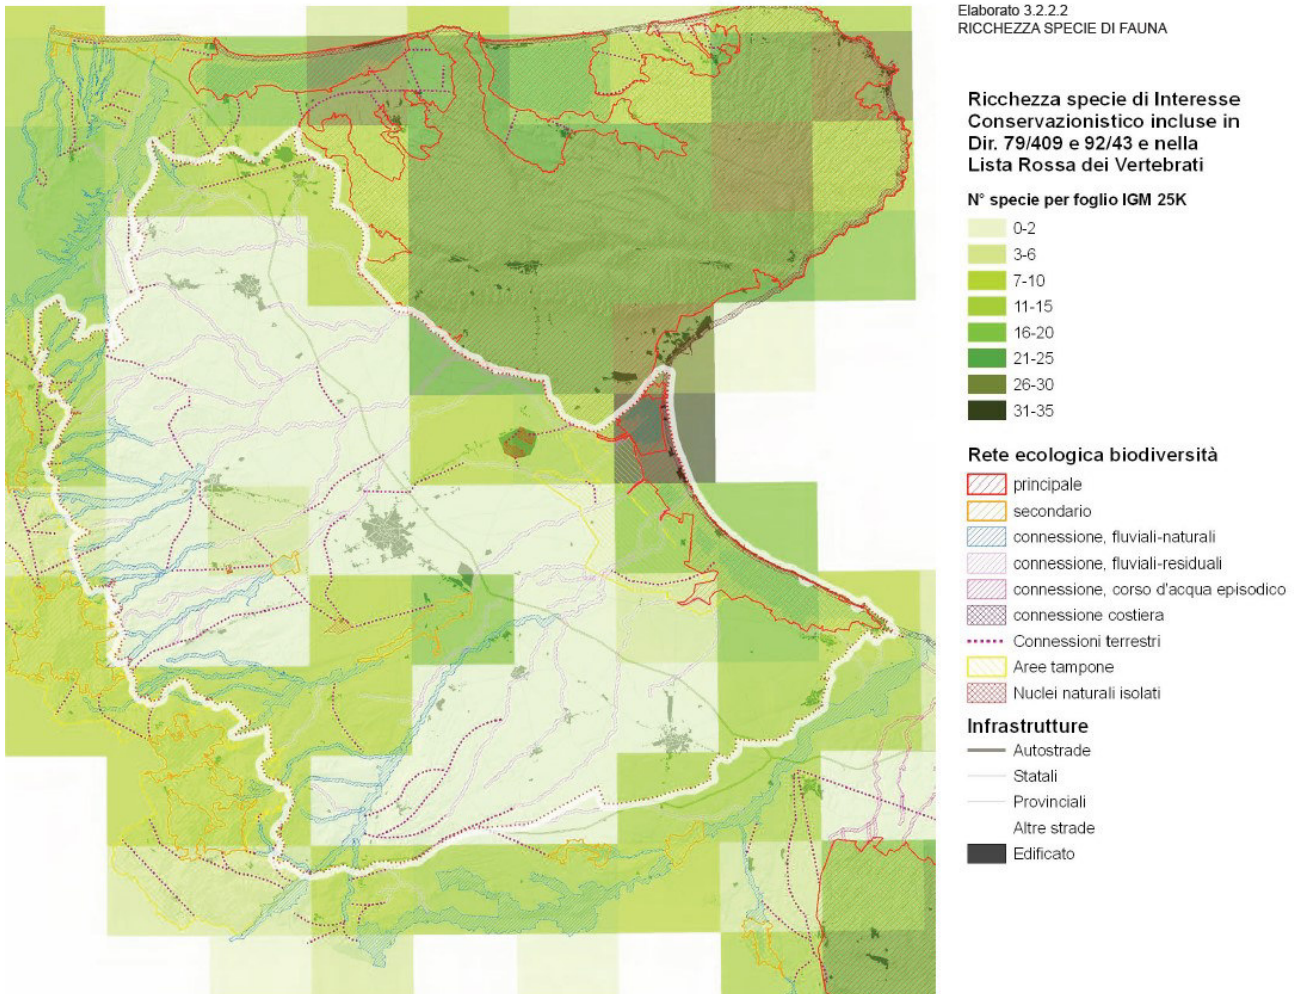 Elaborato 3.2.2.2
RICCHEZZA SPECIE DI FAUNA
Ricchezza specie di Interesse
Conservazionistico incluse in
Dir. 79/409 e 92/43 e nella
Lista Rossa dei Vertebrati
N° specie per foglio IGM 25K
0-2
3-6
7-10
11-15
16-20
21-25
26-30
31-35
Rete ecologica biodiversità
principale
secondario
connessione, fluviali-naturali
connessione, fluviali-residuali
connessione, corso d'acqua episodico
connessione costiera
Connessioni terrestri
Aree tampone
Nuclei naturali isolati
Infrastrutture
Autostrade
Statali
Provinciali
Altre strade
Edificato